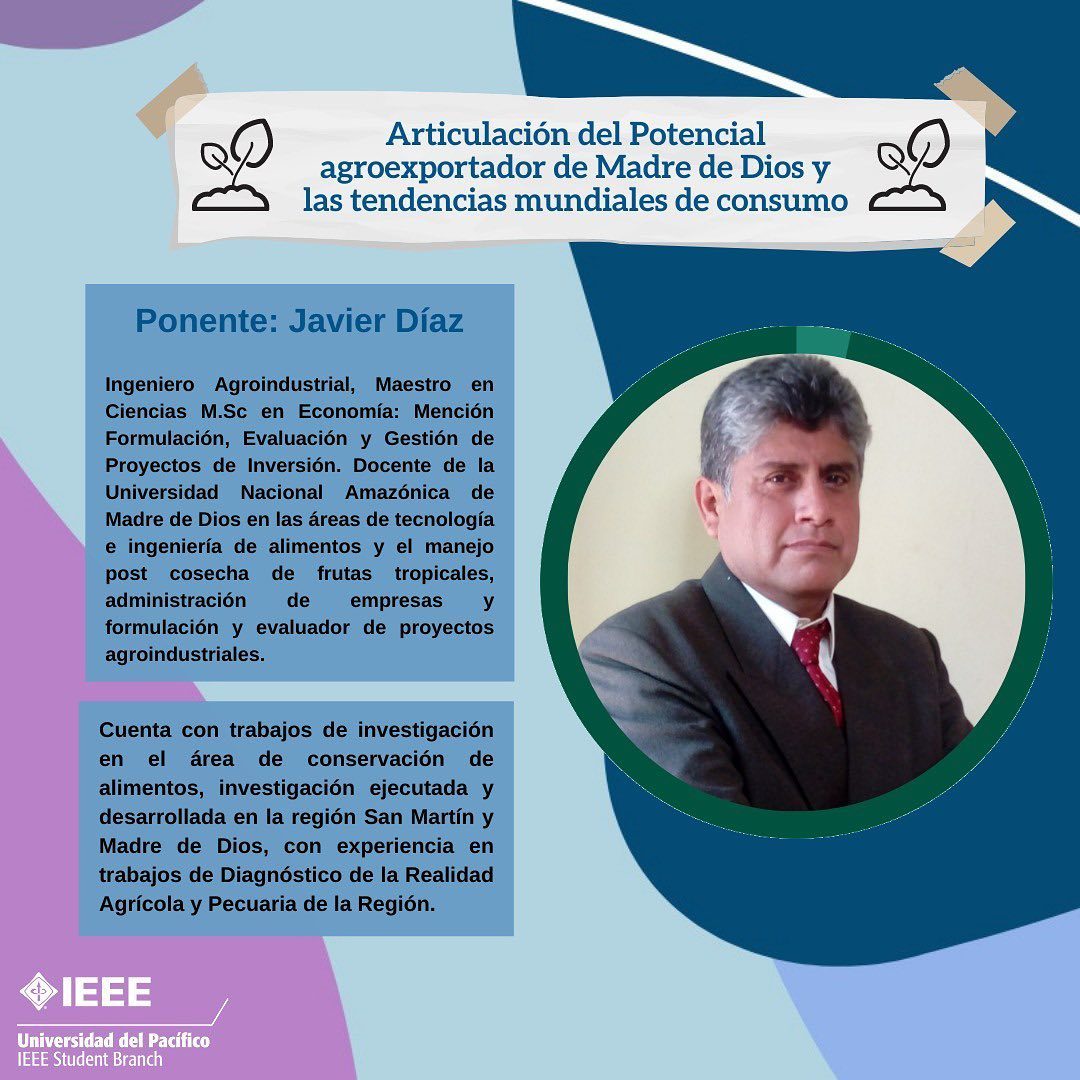 Articulación del Potencial
agroexportador de Madre de Dios y
las tendencias mundiales de consumo
Ponente: Javier Díaz
Ingeniero Agroindustrial, Maestro en
Ciencias M.Sc en Economía: Mención
Formulación, Evaluación y Gestión de
Proyectos de Inversión. Docente de la
Universidad Nacional Amazónica de
Madre de Dios en las áreas de tecnología
e ingeniería de alimentos y el manejo
post cosecha de frutas tropicales,
administración de empresas y
formulación y evaluador de proyectos
agroindustriales.
Cuenta con trabajos de investigación
en el área de conservación de
alimentos, investigación ejecutada y
desarrollada en la región San Martín y
Madre de Dios, con experiencia en
trabajos de Diagnóstico de la Realidad
Agrícola y Pecuaria de la Región.
IEEE
Universidad del Pacífico
IEEE Student Branch